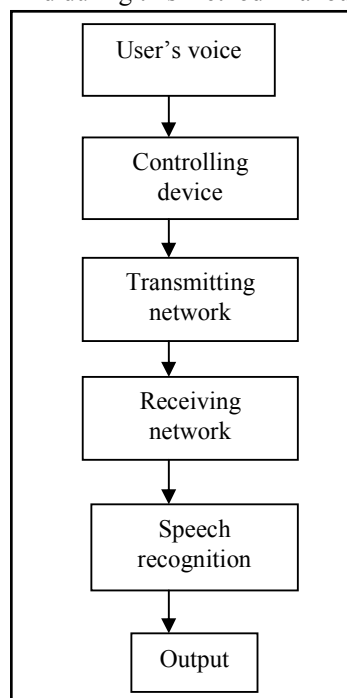 User's voice
Controlling
device
Transmitting
network
Receiving
network
Speech
recognition
Output